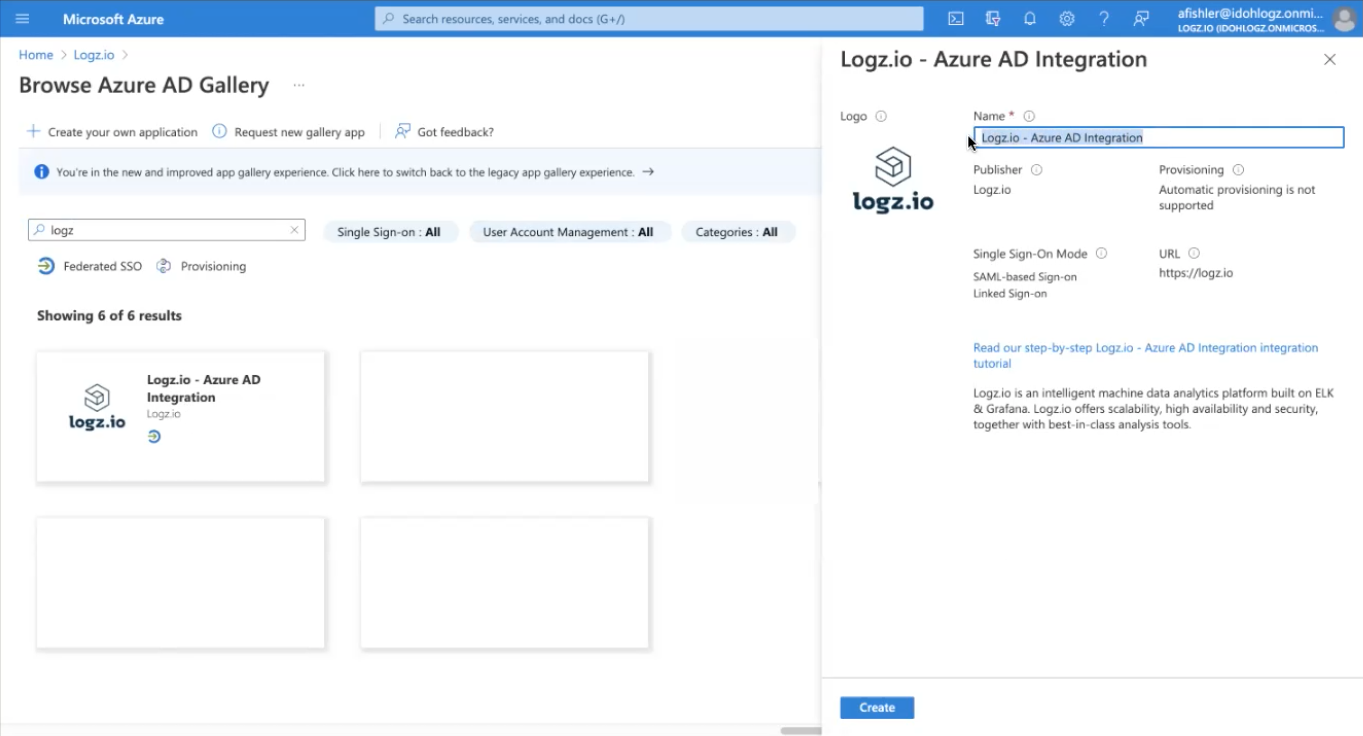 Microsoft Azure
Search resources, services, and docs (G+/)
afishler@idohlogz.onmi...
LOGZ.IO (IDOHLOGZ.ONMICROS...
Home > Logz.io >
Browse Azure AD Gallery ...
+ Create your own application
Request new gallery app
Got feedback?
You're in the new and improved app gallery experience. Click here to switch back to the legacy app gallery experience. →
logz
Single Sign-on : All
User Account Management : All
Categories : All
Federated SSO
Provisioning
Showing 6 of 6 results
logz.io
Logz.io - Azure AD
Integration
Logz.io
Logz.io - Azure AD Integration
Logo
logz.io
Name *
Logz.io - Azure AD Integration
Publisher
Logz.io
Provisioning
Automatic provisioning is not
supported
Single Sign-On Mode
SAML-based Sign-on
Linked Sign-on
URL
https://logz.io
Read our step-by-step Logz.io - Azure AD Integration integration
tutorial
Logz.io is an intelligent machine data analytics platform built on ELK
& Grafana. Logz.io offers scalability, high availability and security,
together with best-in-class analysis tools.
Create